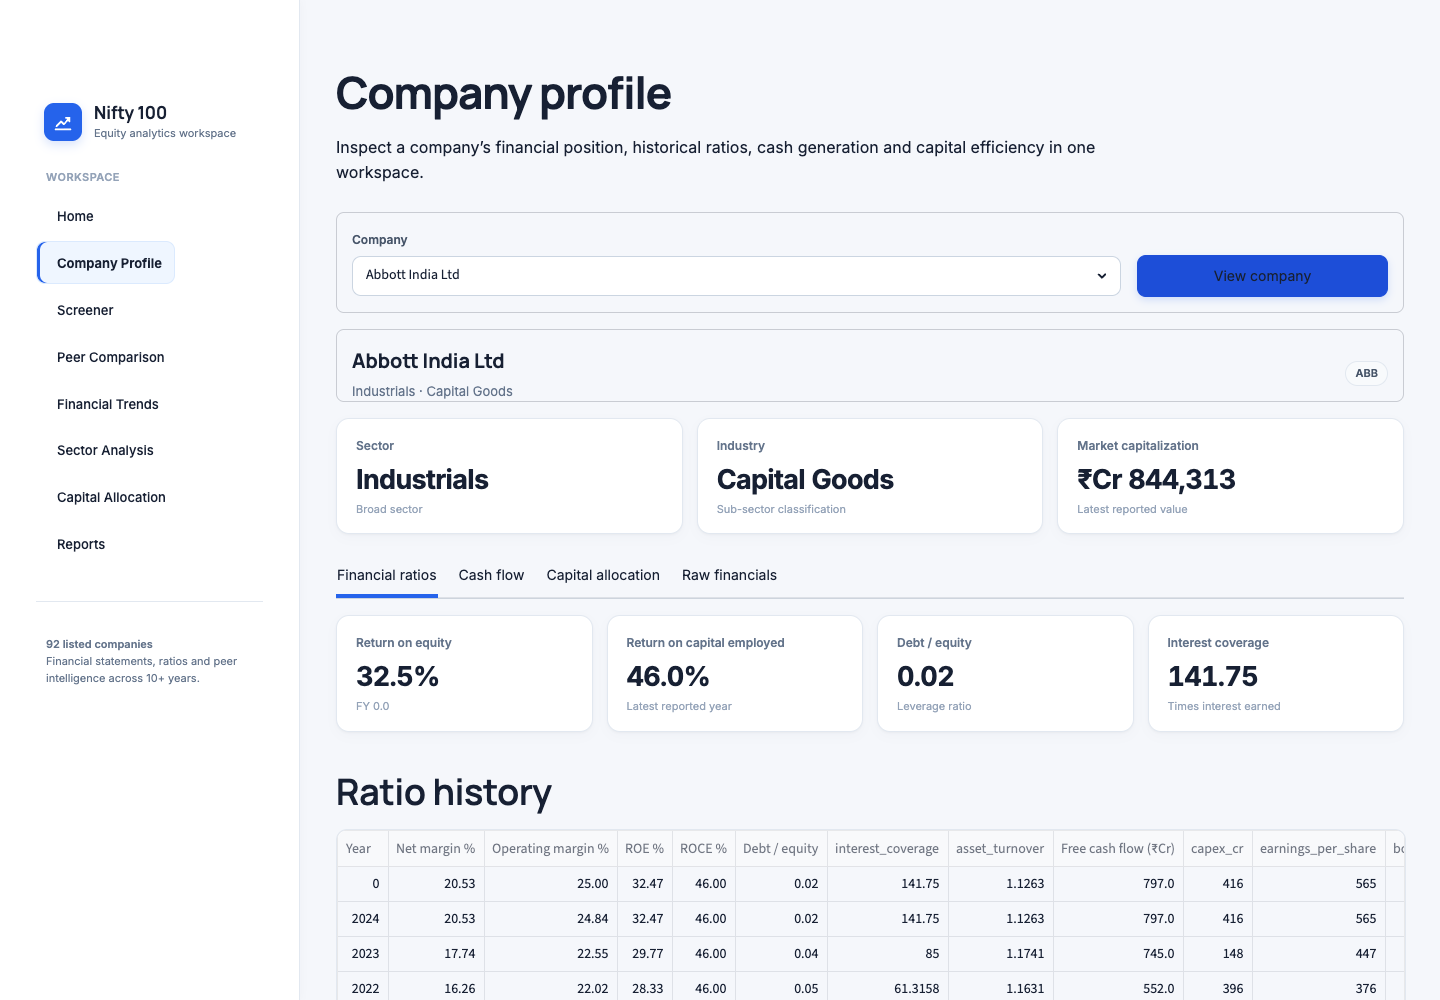 Nifty 100
Equity analytics workspace
WORKSPACE
Home
Company Profile
Screener
Peer Comparison
Financial Trends
Sector Analysis
Capital Allocation
Reports
92 listed companies
Financial statements, ratios and peer
intelligence across 10+ years.
Company profile
Inspect a company's financial position, historical ratios, cash generation and capital efficiency in one
workspace.
Company
Abbott India Ltd
View company
Abbott India Ltd
Industrials · Capital Goods
ABB
Sector
Industrials
Broad sector
Industry
Capital Goods
Sub-sector classification
Market capitalization
₹Cr 844,313
Latest reported value
Financial ratios Cash flow Capital allocation Raw financials
Return on equity
32.5%
FY 0.0
Return on capital employed
46.0%
Latest reported year
Debt / equity
0.02
Leverage ratio
Interest coverage
141.75
Times interest earned
Ratio history
Year Net margin % Operating margin % ROE % ROCE % Debt / equity interest_coverage asset_turnover Free cash flow (₹Cr) capex_cr earnings_per_share
0 20.53 25.00 32.47 46.00 0.02 141.75 1.1263 797.0 416 565
2024 20.53 24.84 32.47 46.00 0.02 141.75 1.1263 797.0 416 565
2023 17.74 22.55 29.77 46.00 0.04 85 1.1741 745.0 148 447
2022 16.26 22.02 28.33 46.00 0.05 61.3158 1.1631 552.0 396 376